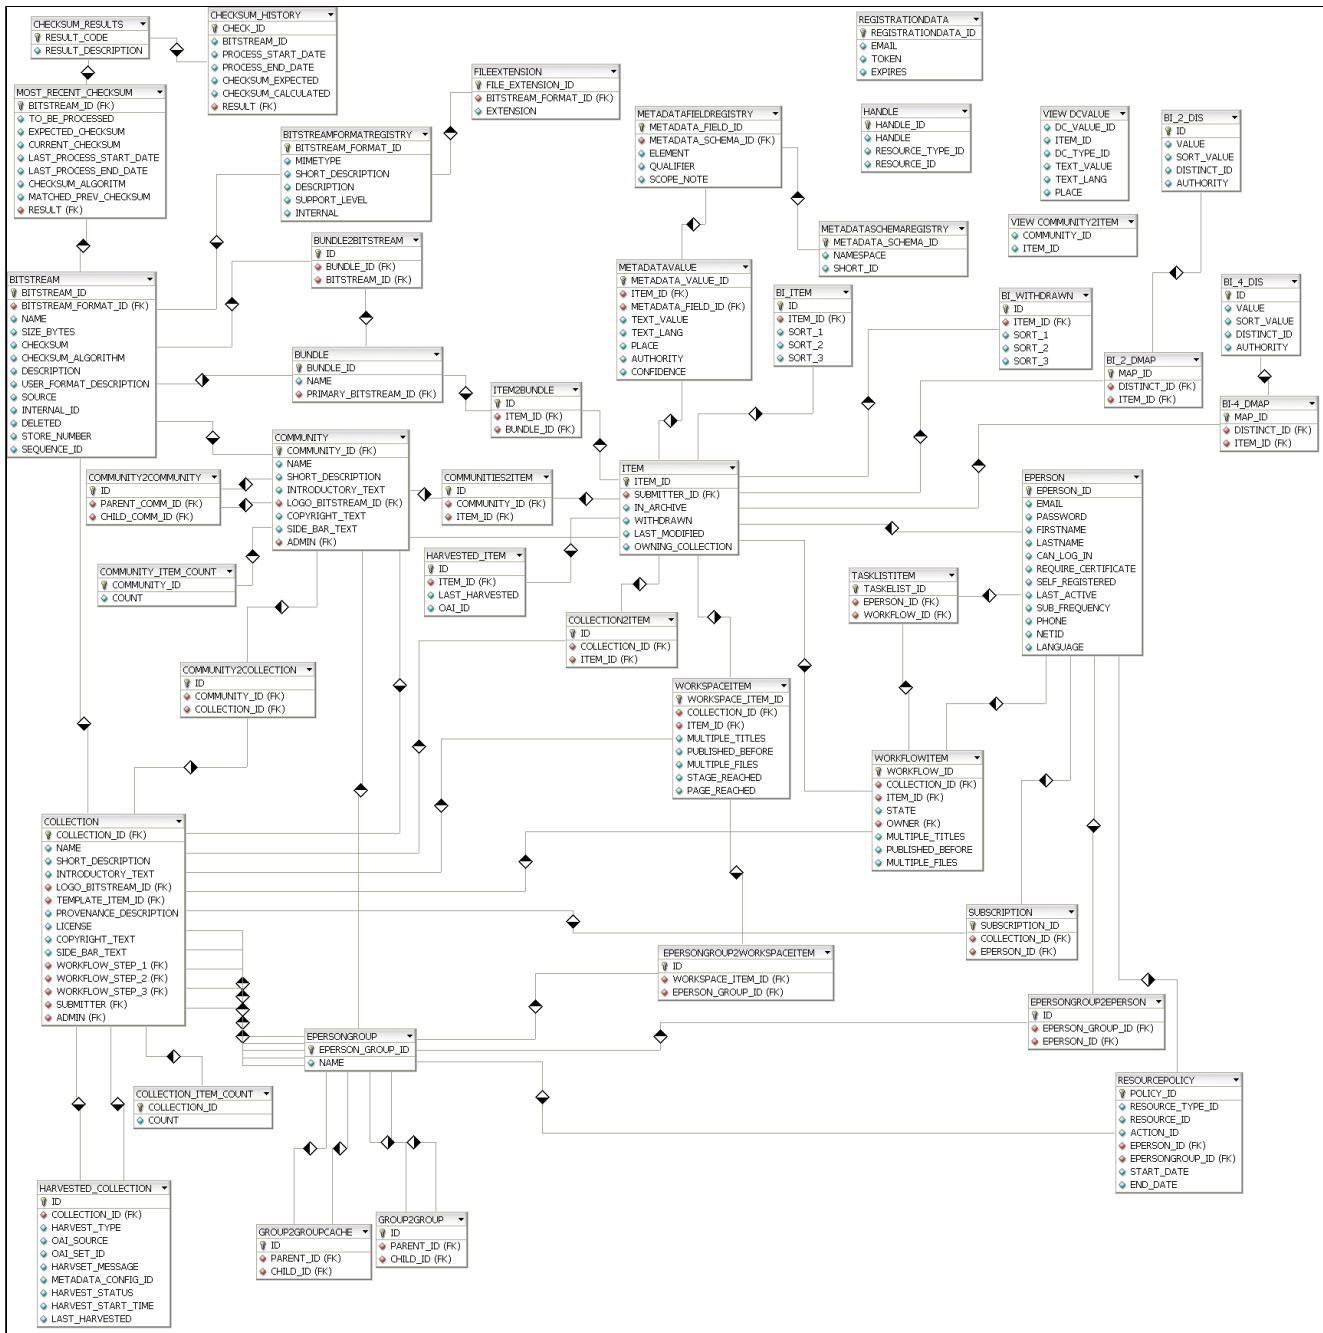 CHECKSUM_RESULTS
RESULT_CODE
RESULT_DESCRIPTION
CHECKSUM_HISTORY
CHECK_ID
BITSTREAM_ID
PROCESS_START_DATE
PROCESS_END_DATE
CHECKSUM_EXPECTED
CHECKSUM_CALCULATED
RESULT (FK)
REGISTRATIONDATA
REGISTRATIONDATA_ID
EMAIL
TOKEN
EXPIRES
MOST_RECENT_CHECKSUM
BITSTREAM_ID (FK)
TO_BE_PROCESSED
EXPECTED_CHECKSUM
CURRENT_CHECKSUM
LAST_PROCESS_START_DATE
LAST_PROCESS_END_DATE
CHECKSUM_ALGORITM
MATCHED_PREV_CHECKSUM
RESULT (FK)
FILEEXTENSION
FILE_EXTENSION_ID
BITSTREAM_FORMAT_ID (FK)
EXTENSION
BITSTREAMFORMATREGISTRY
BITSTREAM_FORMAT_ID
MIMETYPE
SHORT_DESCRIPTION
DESCRIPTION
SUPPORT_LEVEL
INTERNAL
METADATAFIELDREGISTRY
METADATA_FIELD_ID
METADATA_SCHEMA_ID (FK)
ELEMENT
QUALIFIER
SCOPE_NOTE
HANDLE
HANDLE_ID
HANDLE
RESOURCE_TYPE_ID
RESOURCE_ID
VIEW DCVALUE
DC_VALUE_ID
ITEM_ID
DC_TYPE_ID
TEXT_VALUE
TEXT_LANG
PLACE
BI_2_DIS
ID
VALUE
SORT_VALUE
DISTINCT_ID
AUTHORITY
METADATASCHEMAREGISTRY
METADATA_SCHEMA_ID
NAMESPACE
SHORT_ID
VIEW COMMUNITY2ITEM
COMMUNITY_ID
ITEM_ID
BUNDLE2BITSTREAM
ID
BUNDLE_ID (FK)
BITSTREAM_ID (FK)
BITSTREAM
BITSTREAM_ID
BITSTREAM_FORMAT_ID (FK)
NAME
SIZE_BYTES
CHECKSUM
CHECKSUM_ALGORITHM
DESCRIPTION
USER_FORMAT_DESCRIPTION
SOURCE
INTERNAL_ID
DELETED
STORE_NUMBER
SEQUENCE_ID
METADATAVALUE
METADATA_VALUE_ID
ITEM_ID (FK)
METADATA_FIELD_ID (FK)
TEXT_VALUE
TEXT_LANG
PLACE
AUTHORITY
CONFIDENCE
BI_ITEM
ID
ITEM_ID (FK)
SORT_1
SORT_2
SORT_3
BI_WITHDRAWN
ID
ITEM_ID (FK)
SORT_1
SORT_2
SORT_3
BI_4_DIS
ID
VALUE
SORT_VALUE
DISTINCT_ID
AUTHORITY
BUNDLE
BUNDLE_ID
NAME
PRIMARY_BITSTREAM_ID (FK)
BI_2_DMAP
MAP_ID
DISTINCT_ID (FK)
ITEM_ID (FK)
ITEM2BUNDLE
ID
ITEM_ID (FK)
BUNDLE_ID (FK)
BI-4_DMAP
MAP_ID
DISTINCT_ID (FK)
ITEM_ID (FK)
COMMUNITY
COMMUNITY_ID (FK)
NAME
SHORT_DESCRIPTION
INTRODUCTORY_TEXT
LOGO_BITSTREAM_ID (FK)
COPYRIGHT_TEXT
SIDE_BAR_TEXT
ADMIN (FK)
COMMUNITY2COMMUNITY
ID
PARENT_COMM_ID (FK)
CHILD_COMM_ID (FK)
COMMUNITIES2ITEM
ID
COMMUNITY_ID (FK)
ITEM_ID (FK)
ITEM
ITEM_ID
SUBMITTER_ID (FK)
IN_ARCHIVE
WITHDRAWN
LAST_MODIFIED
OWNING_COLLECTION
EPERSON
EPERSON_ID
EMAIL
PASSWORD
FIRSTNAME
LASTNAME
CAN_LOG_IN
REQUIRE_CERTIFICATE
SELF_REGISTERED
LAST_ACTIVE
SUB_FREQUENCY
PHONE
NETID
LANGUAGE
COMMUNITY_ITEM_COUNT
COMMUNITY_ID
COUNT
HARVESTED_ITEM
ID
ITEM_ID (FK)
LAST_HARVESTED
OAI_ID
TASKLISTITEM
TASKELIST_ID
EPERSON_ID (FK)
WORKFLOW_ID (FK)
COLLECTION2ITEM
ID
COLLECTION_ID (FK)
ITEM_ID (FK)
COMMUNITY2COLLECTION
ID
COMMUNITY_ID (FK)
COLLECTION_ID (FK)
WORKSPACEITEM
WORKSPACE_ITEM_ID
COLLECTION_ID (FK)
ITEM_ID (FK)
MULTIPLE_TITLES
PUBLISHED_BEFORE
MULTIPLE_FILES
STAGE_REACHED
PAGE_REACHED
WORKFLOWITEM
WORKFLOW_ID
COLLECTION_ID (FK)
ITEM_ID (FK)
STATE
OWNER (FK)
MULTIPLE_TITLES
PUBLISHED_BEFORE
MULTIPLE_FILES
COLLECTION
COLLECTION_ID (FK)
NAME
SHORT_DESCRIPTION
INTRODUCTORY_TEXT
LOGO_BITSTREAM_ID (FK)
TEMPLATE_ITEM_ID (FK)
PROVENANCE_DESCRIPTION
LICENSE
COPYRIGHT_TEXT
SIDE_BAR_TEXT
WORKFLOW_STEP_1 (FK)
WORKFLOW_STEP_2 (FK)
WORKFLOW_STEP_3 (FK)
SUBMITTER (FK)
ADMIN (FK)
SUBSCRIPTION
SUBSCRIPTION_ID
COLLECTION_ID (FK)
EPERSON_ID (FK)
EPERSONGROUP2WORKSPACEITEM
ID
WORKSPACE_ITEM_ID (FK)
EPERSON_GROUP_ID (FK)
EPERSONGROUP2EPERSON
ID
EPERSON_GROUP_ID (FK)
EPERSON_ID (FK)
EPERSONGROUP
EPERSON_GROUP_ID
NAME
COLLECTION_ITEM_COUNT
COLLECTION_ID
COUNT
RESOURCEPOLICY
POLICY_ID
RESOURCE_TYPE_ID
RESOURCE_ID
ACTION_ID
EPERSON_ID (FK)
EPERSONGROUP_ID (FK)
START_DATE
END_DATE
HARVESTED_COLLECTION
ID
COLLECTION_ID (FK)
HARVEST_TYPE
OAI_SOURCE
OAI_SET_ID
HARVSET_MESSAGE
METADATA_CONFIG_ID
HARVEST_STATUS
HARVEST_START_TIME
LAST_HARVESTED
GROUP2GROUPCACHE
ID
PARENT_ID (FK)
CHILD_ID (FK)
GROUP2GROUP
ID
PARENT_ID (FK)
CHILD_ID (FK)